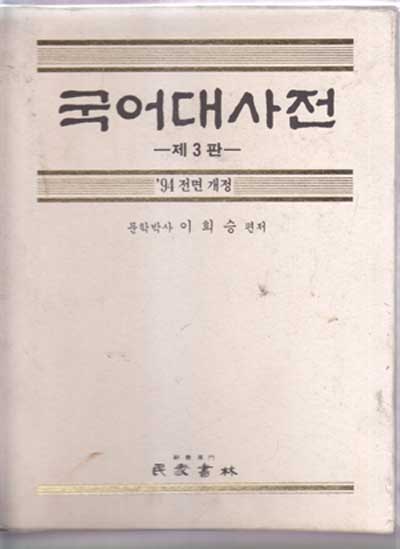 국어대사전
—제3판—
'94 전면 개정
문학박사 이 희 승 편저
民衆書林